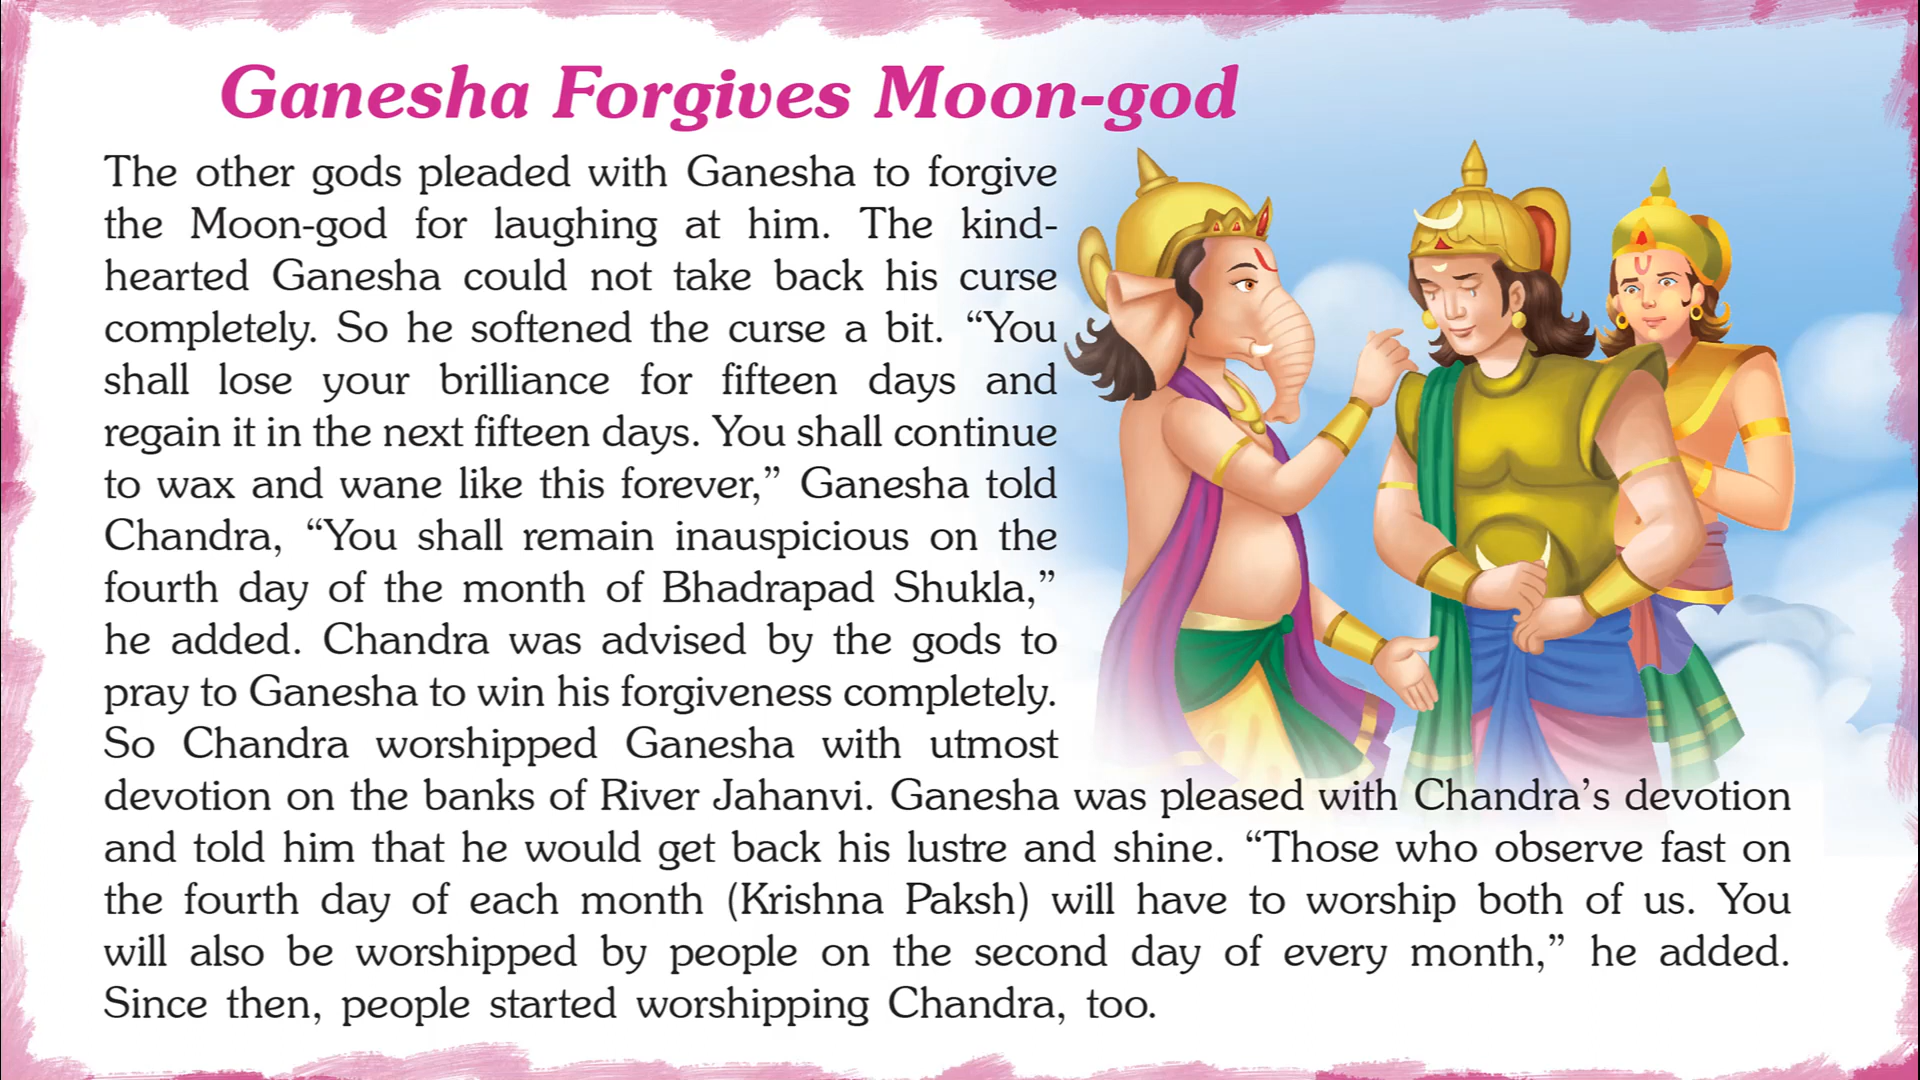 Ganesha Forgives Moon-god
The other gods pleaded with Ganesha to forgive
the Moon-god for laughing at him. The kind-
hearted Ganesha could not take back his curse
completely. So he softened the curse a bit. “You
shall lose your brilliance for fifteen days and
regain it in the next fifteen days. You shall continue
to wax and wane like this forever,” Ganesha told
Chandra, “You shall remain inauspicious on the
fourth day of the month of Bhadrapad Shukla,”
he added. Chandra was advised by the gods to
pray to Ganesha to win his forgiveness completely.
So Chandra worshipped Ganesha with utmost
devotion on the banks of River Jahanvi. Ganesha was pleased with Chandra’s devotion
and told him that he would get back his lustre and shine. “Those who observe fast on
the fourth day of each month (Krishna Paksh) will have to worship both of us. You
will also be worshipped by people on the second day of every month,” he added.
Since then, people started worshipping Chandra, too.